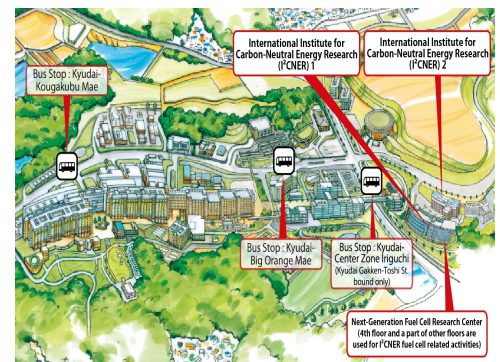 International Institute for
Carbon-Neutral Energy Research
(I²CNER) 1
International Institute for
Carbon-Neutral Energy Research
(I²CNER) 2
Bus Stop : Kyudai-
Kougakubu Mae
Bus Stop : Kyudai-
Big Orange Mae
Bus Stop : Kyudai-
Center Zone Iriguchi
(Kyudai Gakken-Toshi St.
bound only)
Next-Generation Fuel Cell Research Center
(4th floor and a part of other floors are
used for I²CNER fuel cell related activities)